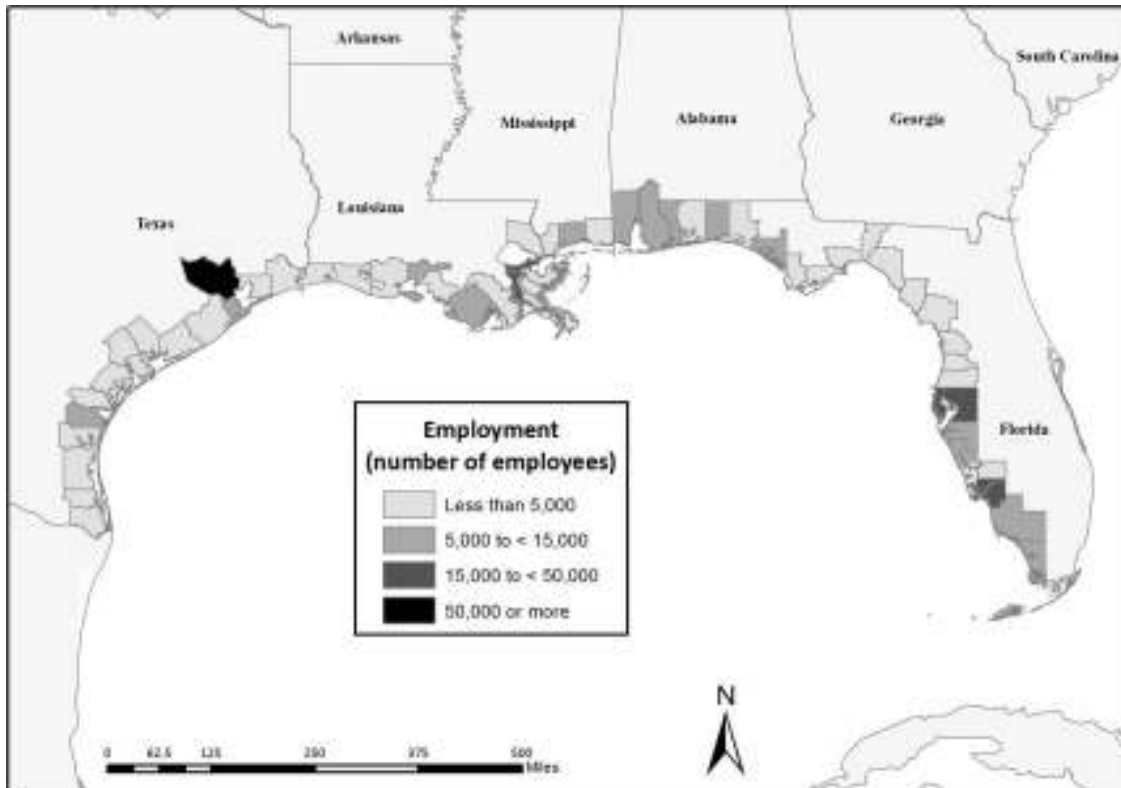 Arkansas
South Carolina
Mississippi
Alabama
Georgia
Louisiana
Texas
Florida
Employment
(number of employees)
Less than 5,000
5,000 to < 15,000
15,000 to < 50,000
50,000 or more
N
0 62.5 125 250 375 500
Miles